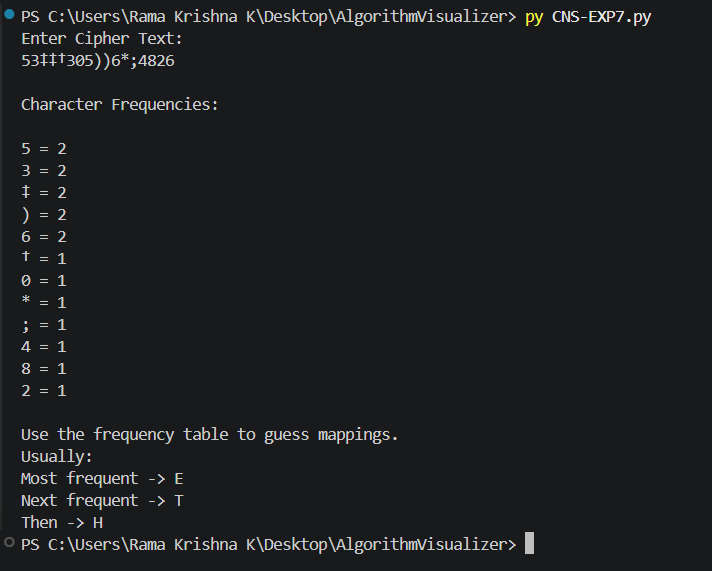 PS C:\Users\Rama Krishna K\Desktop\AlgorithmVisualizer> py CNS-EXP7.py
Enter Cipher Text:
53‡‡†305))6*;4826
Character Frequencies:
5 = 2
3 = 2
‡ = 2
) = 2
6 = 2
† = 1
0 = 1
* = 1
; = 1
4 = 1
8 = 1
2 = 1
Use the frequency table to guess mappings.
Usually:
Most frequent -> E
Next frequent -> T
Then -> H
PS C:\Users\Rama Krishna K\Desktop\AlgorithmVisualizer>